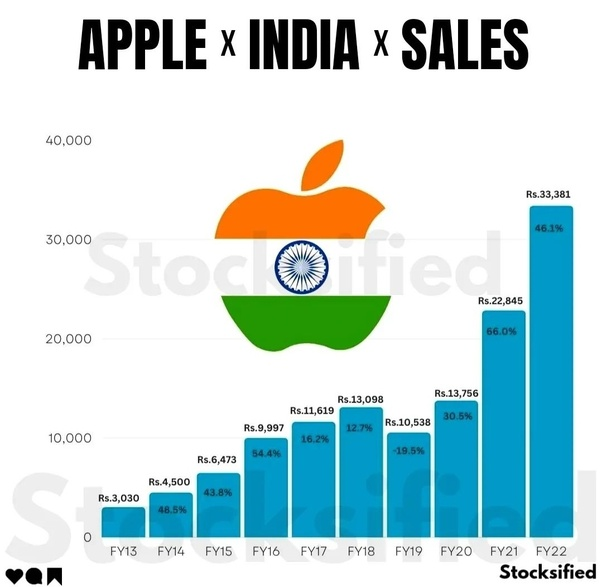 APPLE x INDIA x SALES
40,000
30,000
20,000
10,000
0
Rs.3,030
Rs.4,500
48.5%
Rs.6,473
43.8%
Rs.9,997
54.4%
Rs.11,619
16.2%
Rs.13,098
12.7%
Rs.10,538
-19.5%
Rs.13,756
30.5%
Rs.22,845
66.0%
Rs.33,381
46.1%
FY13 FY14 FY15 FY16 FY17 FY18 FY19 FY20 FY21 FY22
Stocksified
Stocksified
Stocksified